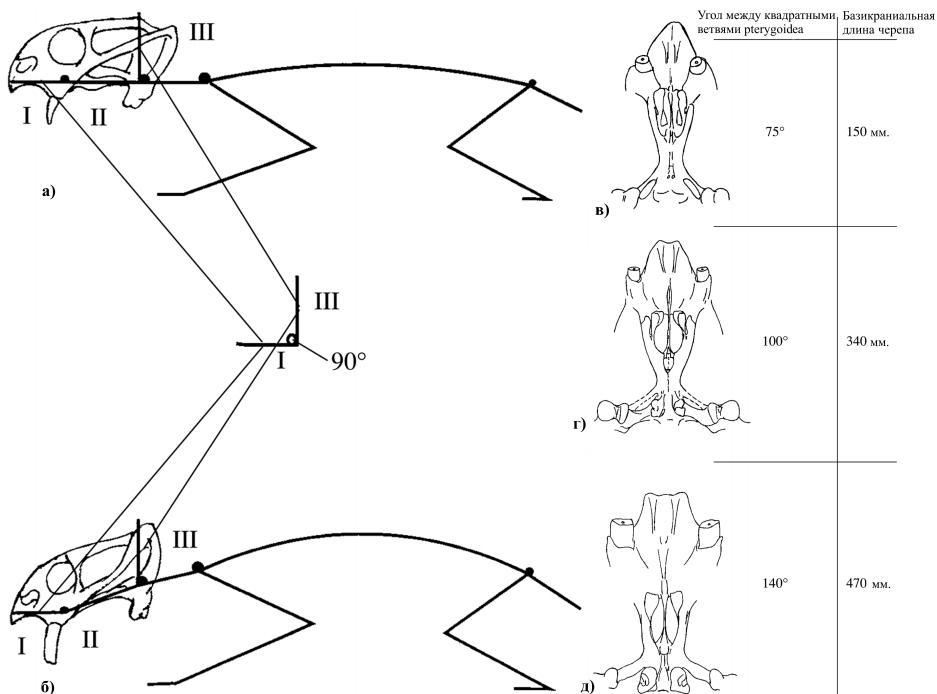 Угол между квадратными
ветвями pterygoidea
Базикраниальная
длина черепа
III
I
II
а)
75°
150 мм.
в)
III
I
90°
100°
340 мм.
г)
III
I
II
б)
140°
470 мм.
д)